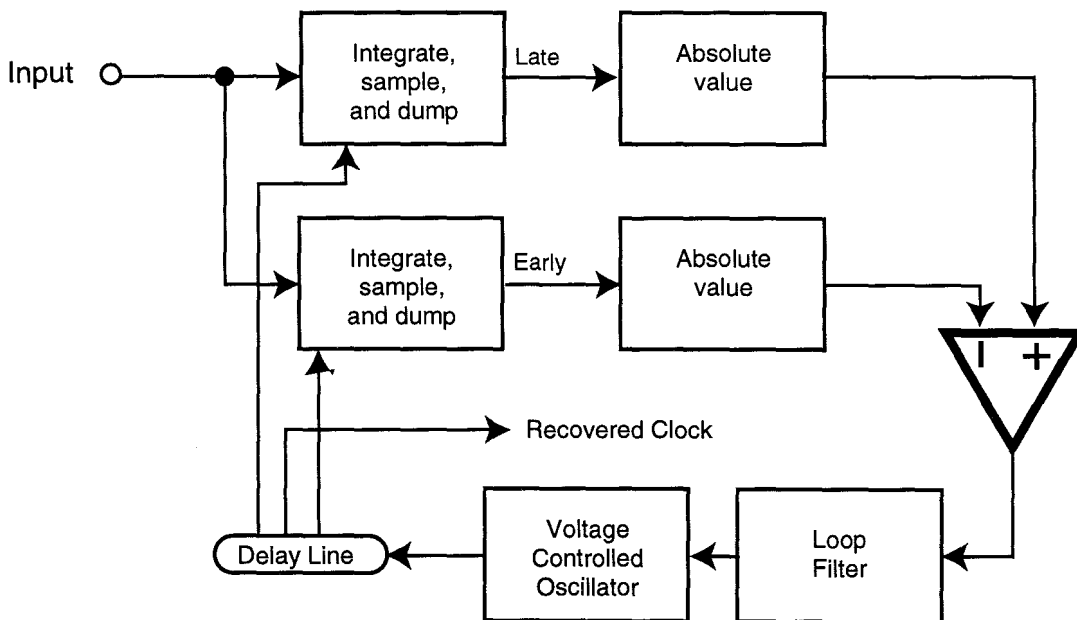 Input
Integrate,
sample,
and dump
Late
Absolute
value
Integrate,
sample,
and dump
Early
Absolute
value
− +
Recovered Clock
Delay Line
Voltage
Controlled
Oscillator
Loop
Filter